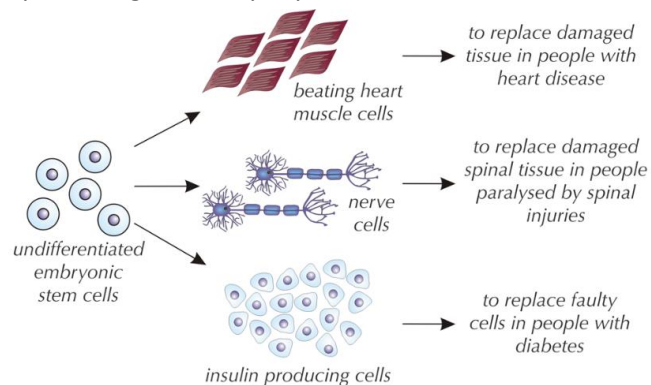 to replace damaged
tissue in people with
heart disease
beating heart
muscle cells
to replace damaged
spinal tissue in people
paralysed by spinal
injuries
nerve
cells
undifferentiated
embryonic
stem cells
to replace faulty
cells in people with
diabetes
insulin producing cells